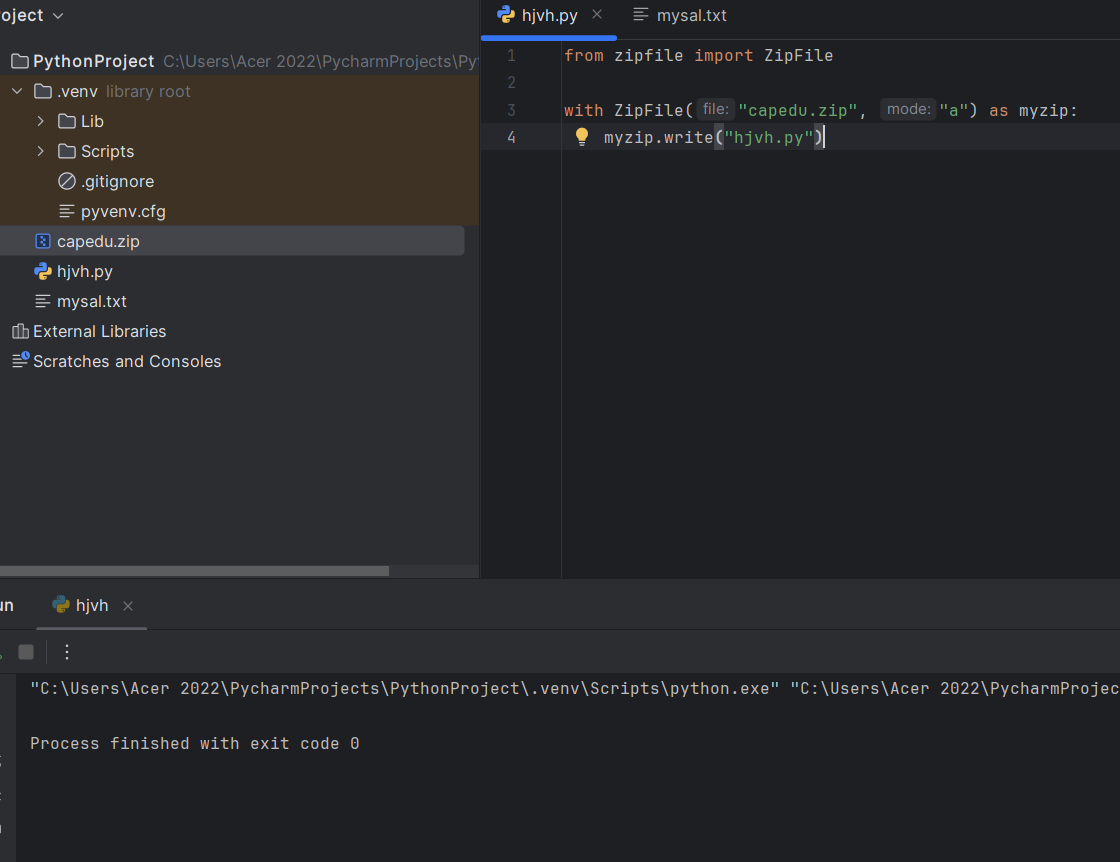 oject
PythonProject C:\Users\Acer 2022\PycharmProjects\Py
.venv library root
Lib
Scripts
.gitignore
pyvenv.cfg
capedu.zip
hjvh.py
mysal.txt
External Libraries
Scratches and Consoles
hjvh.py mysal.txt
1 from zipfile import ZipFile
2
3 with ZipFile( file: "capedu.zip", mode: "a") as myzip:
4 myzip.write("hjvh.py")
un hjvh
"C:\Users\Acer 2022\PycharmProjects\PythonProject\.venv\Scripts\python.exe" "C:\Users\Acer 2022\PycharmProjec
Process finished with exit code 0